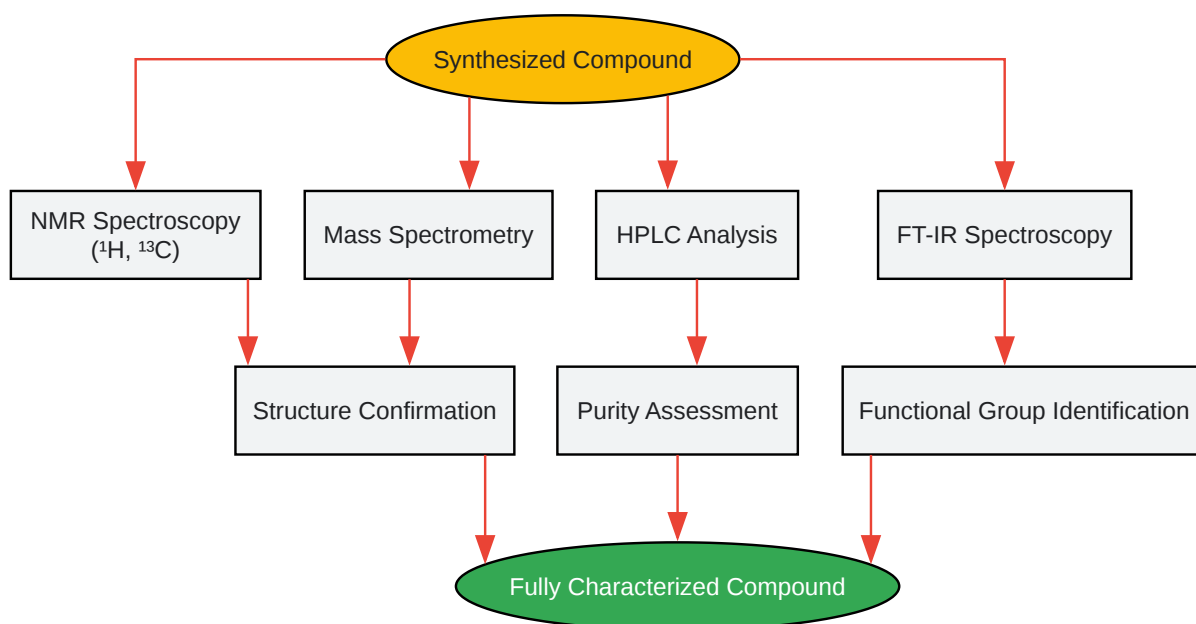 Synthesized Compound
NMR Spectroscopy
(¹H, ¹³C)
Mass Spectrometry
HPLC Analysis
FT-IR Spectroscopy
Structure Confirmation
Purity Assessment
Functional Group Identification
Fully Characterized Compound